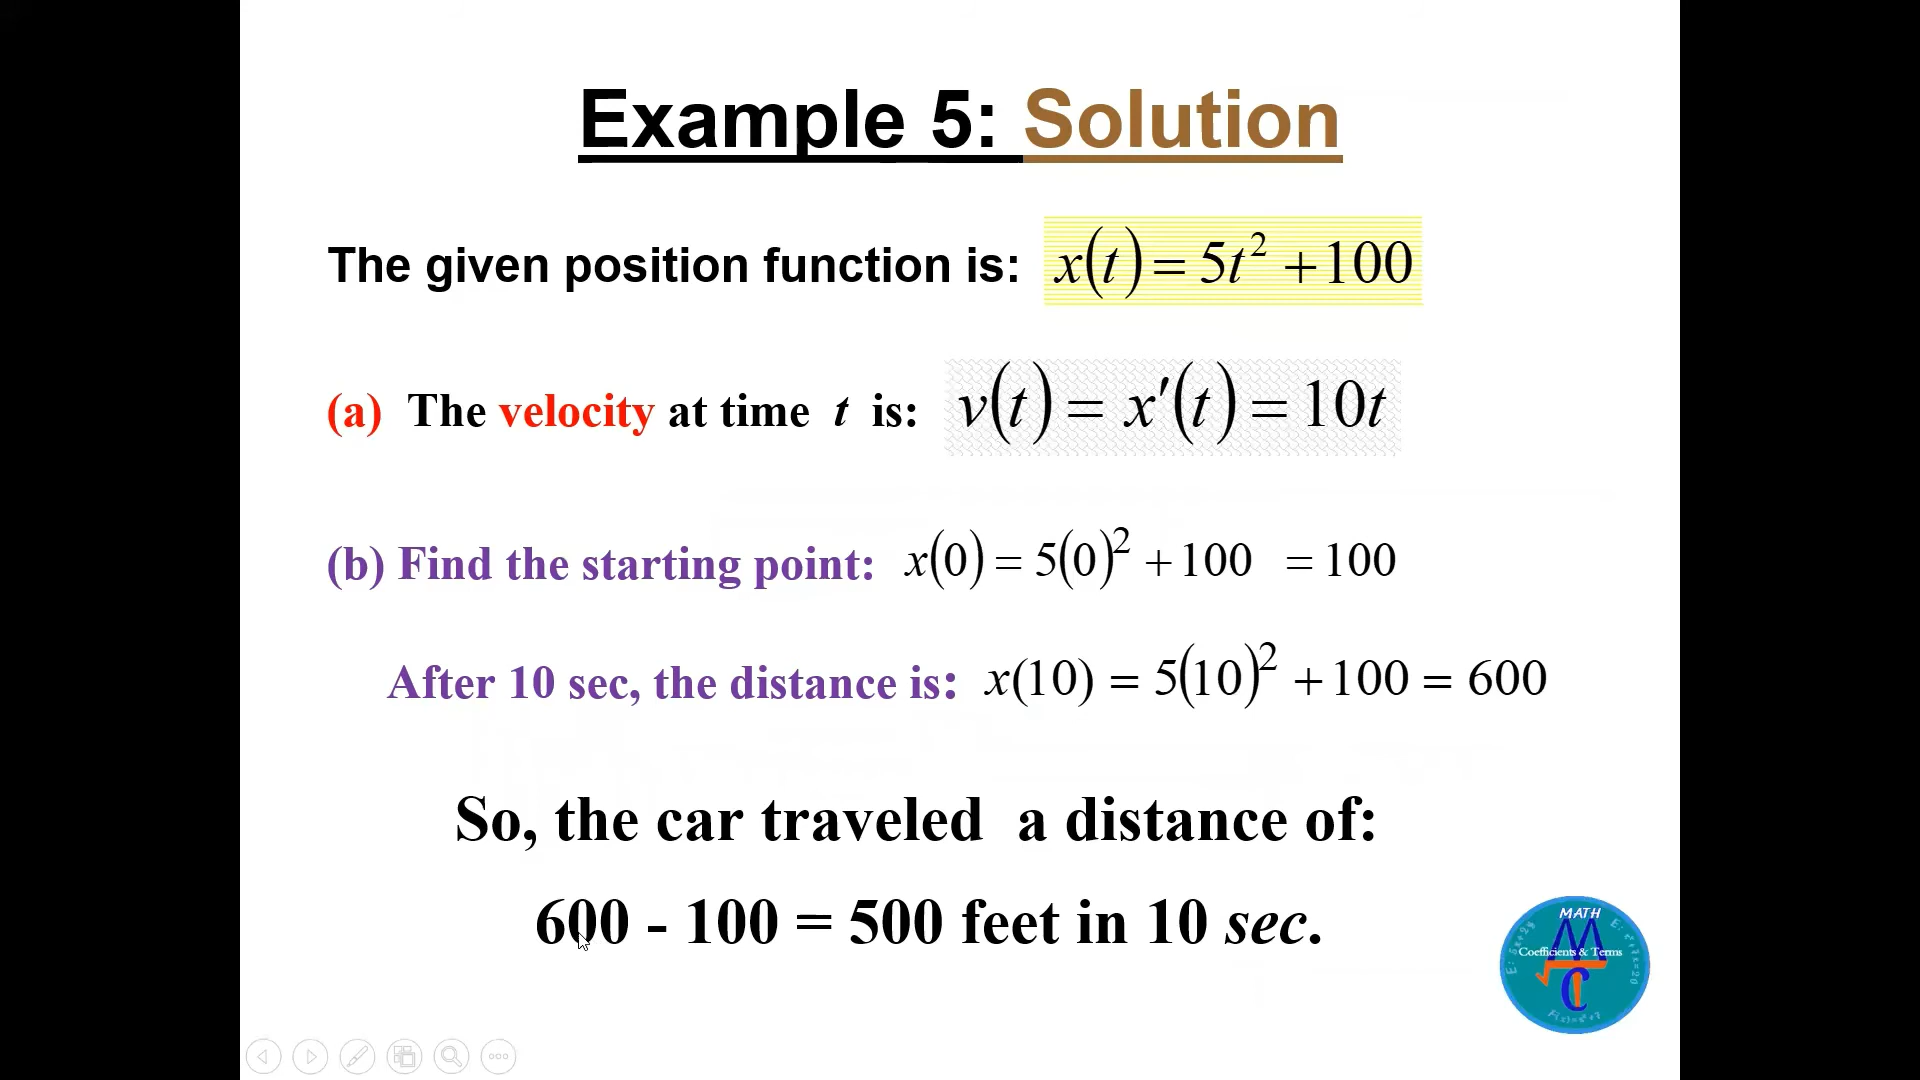 Example 5: Solution
The given position function is: x(t) = 5t² + 100
(a) The velocity at time t is: v(t) = x′(t) = 10t
(b) Find the starting point: x(0) = 5(0)² + 100 = 100
After 10 sec, the distance is: x(10) = 5(10)² + 100 = 600
So, the car traveled a distance of:
600 - 100 = 500 feet in 10 sec.
MATH
M
Coefficients & Terms
C